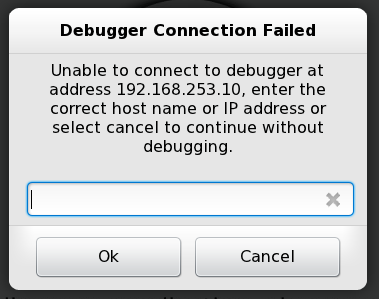 Debugger Connection Failed
Unable to connect to debugger at
address 192.168.253.10, enter the
correct host name or IP address or
select cancel to continue without
debugging.
Ok
Cancel